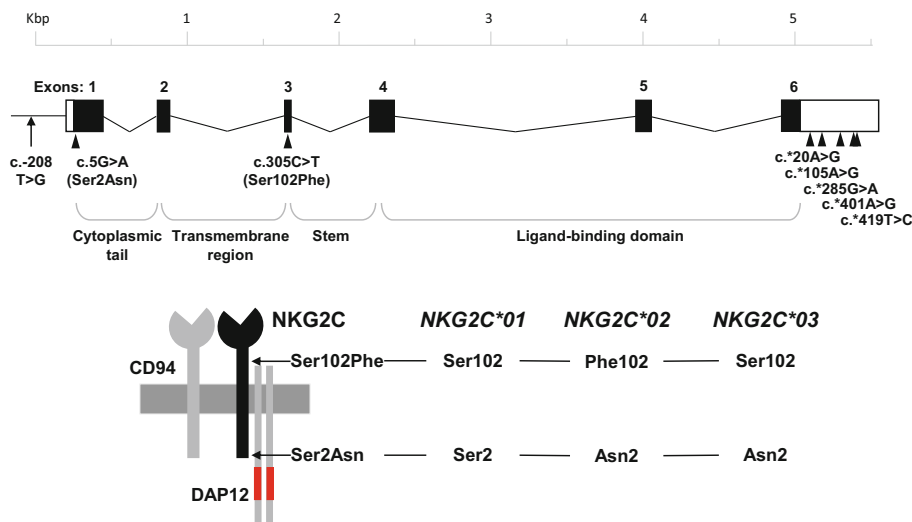 Kbp 1 2 3 4 5
Exons: 1 2 3 4 5 6
c.-208
T>G
c.5G>A
(Ser2Asn)
c.305C>T
(Ser102Phe)
c.*20A>G
c.*105A>G
c.*285G>A
c.*401A>G
c.*419T>C
Cytoplasmic
tail
Transmembrane
region
Stem
Ligand-binding domain
NKG2C NKG2C*01 NKG2C*02 NKG2C*03
CD94
Ser102Phe Ser102 Phe102 Ser102
Ser2Asn Ser2 Asn2 Asn2
DAP12